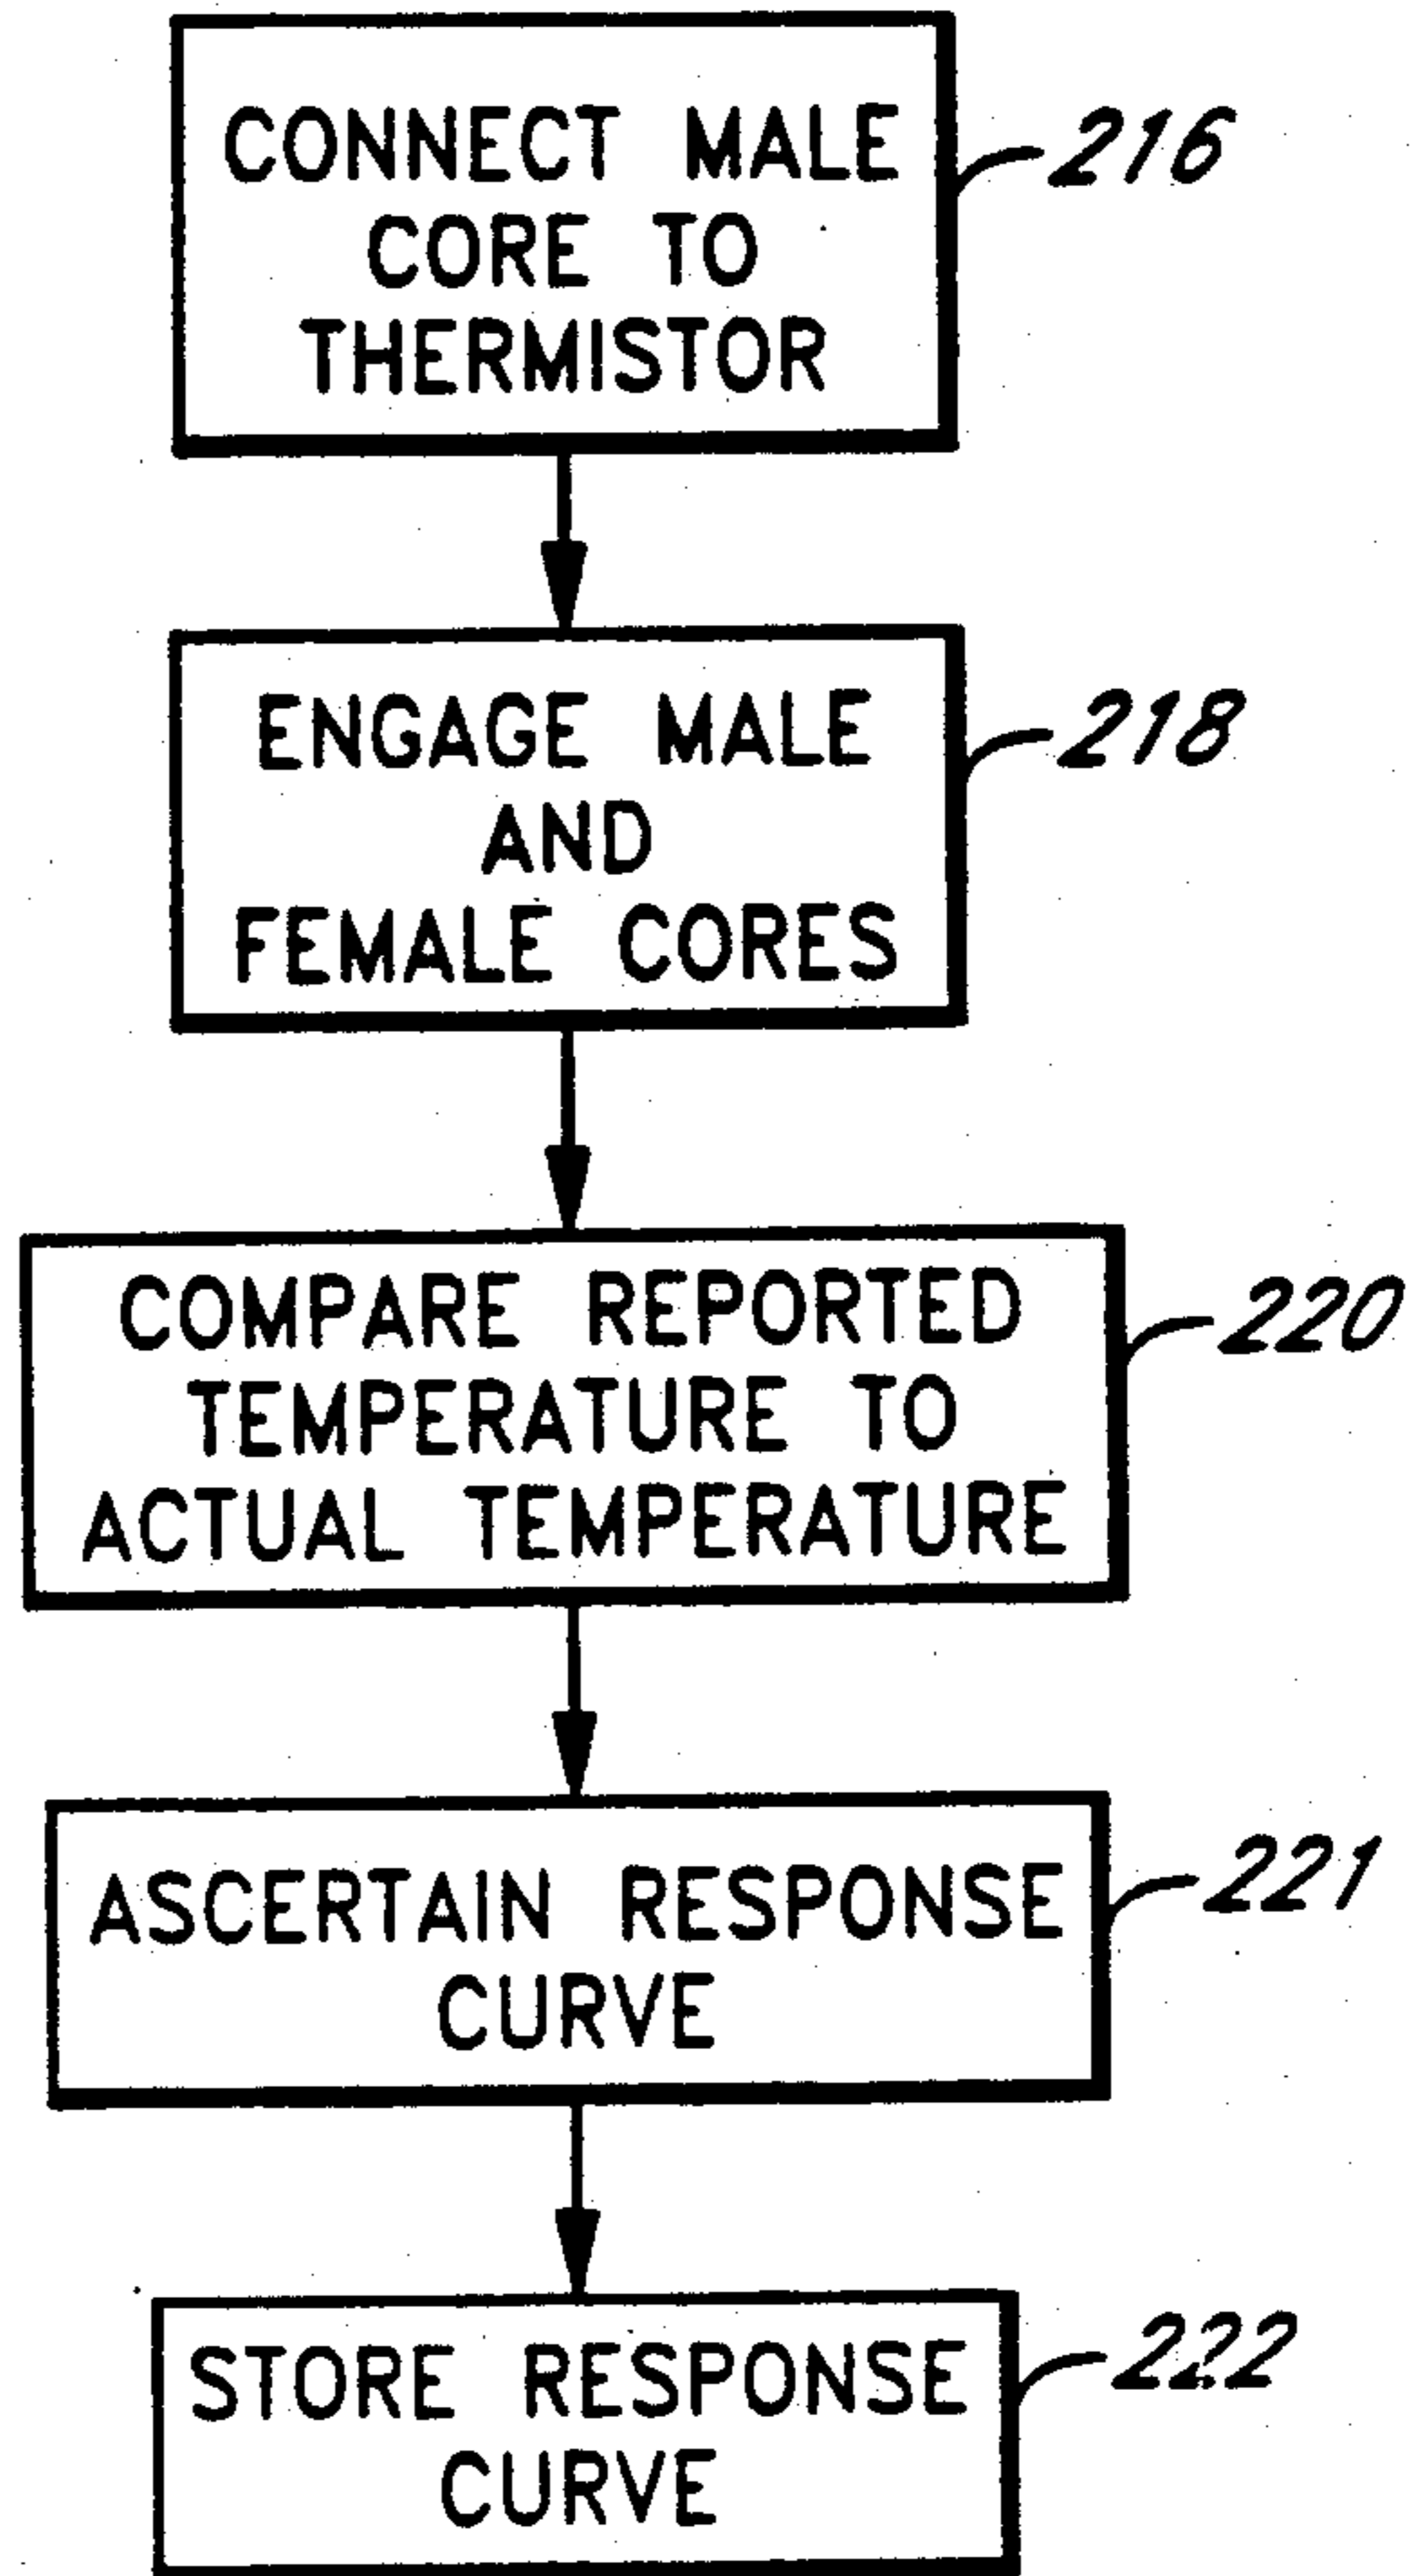 CONNECT MALE
CORE TO
THERMISTOR
216
ENGAGE MALE
AND
FEMALE CORES
218
COMPARE REPORTED
TEMPERATURE TO
ACTUAL TEMPERATURE
220
ASCERTAIN RESPONSE
CURVE
221
STORE RESPONSE
CURVE
222